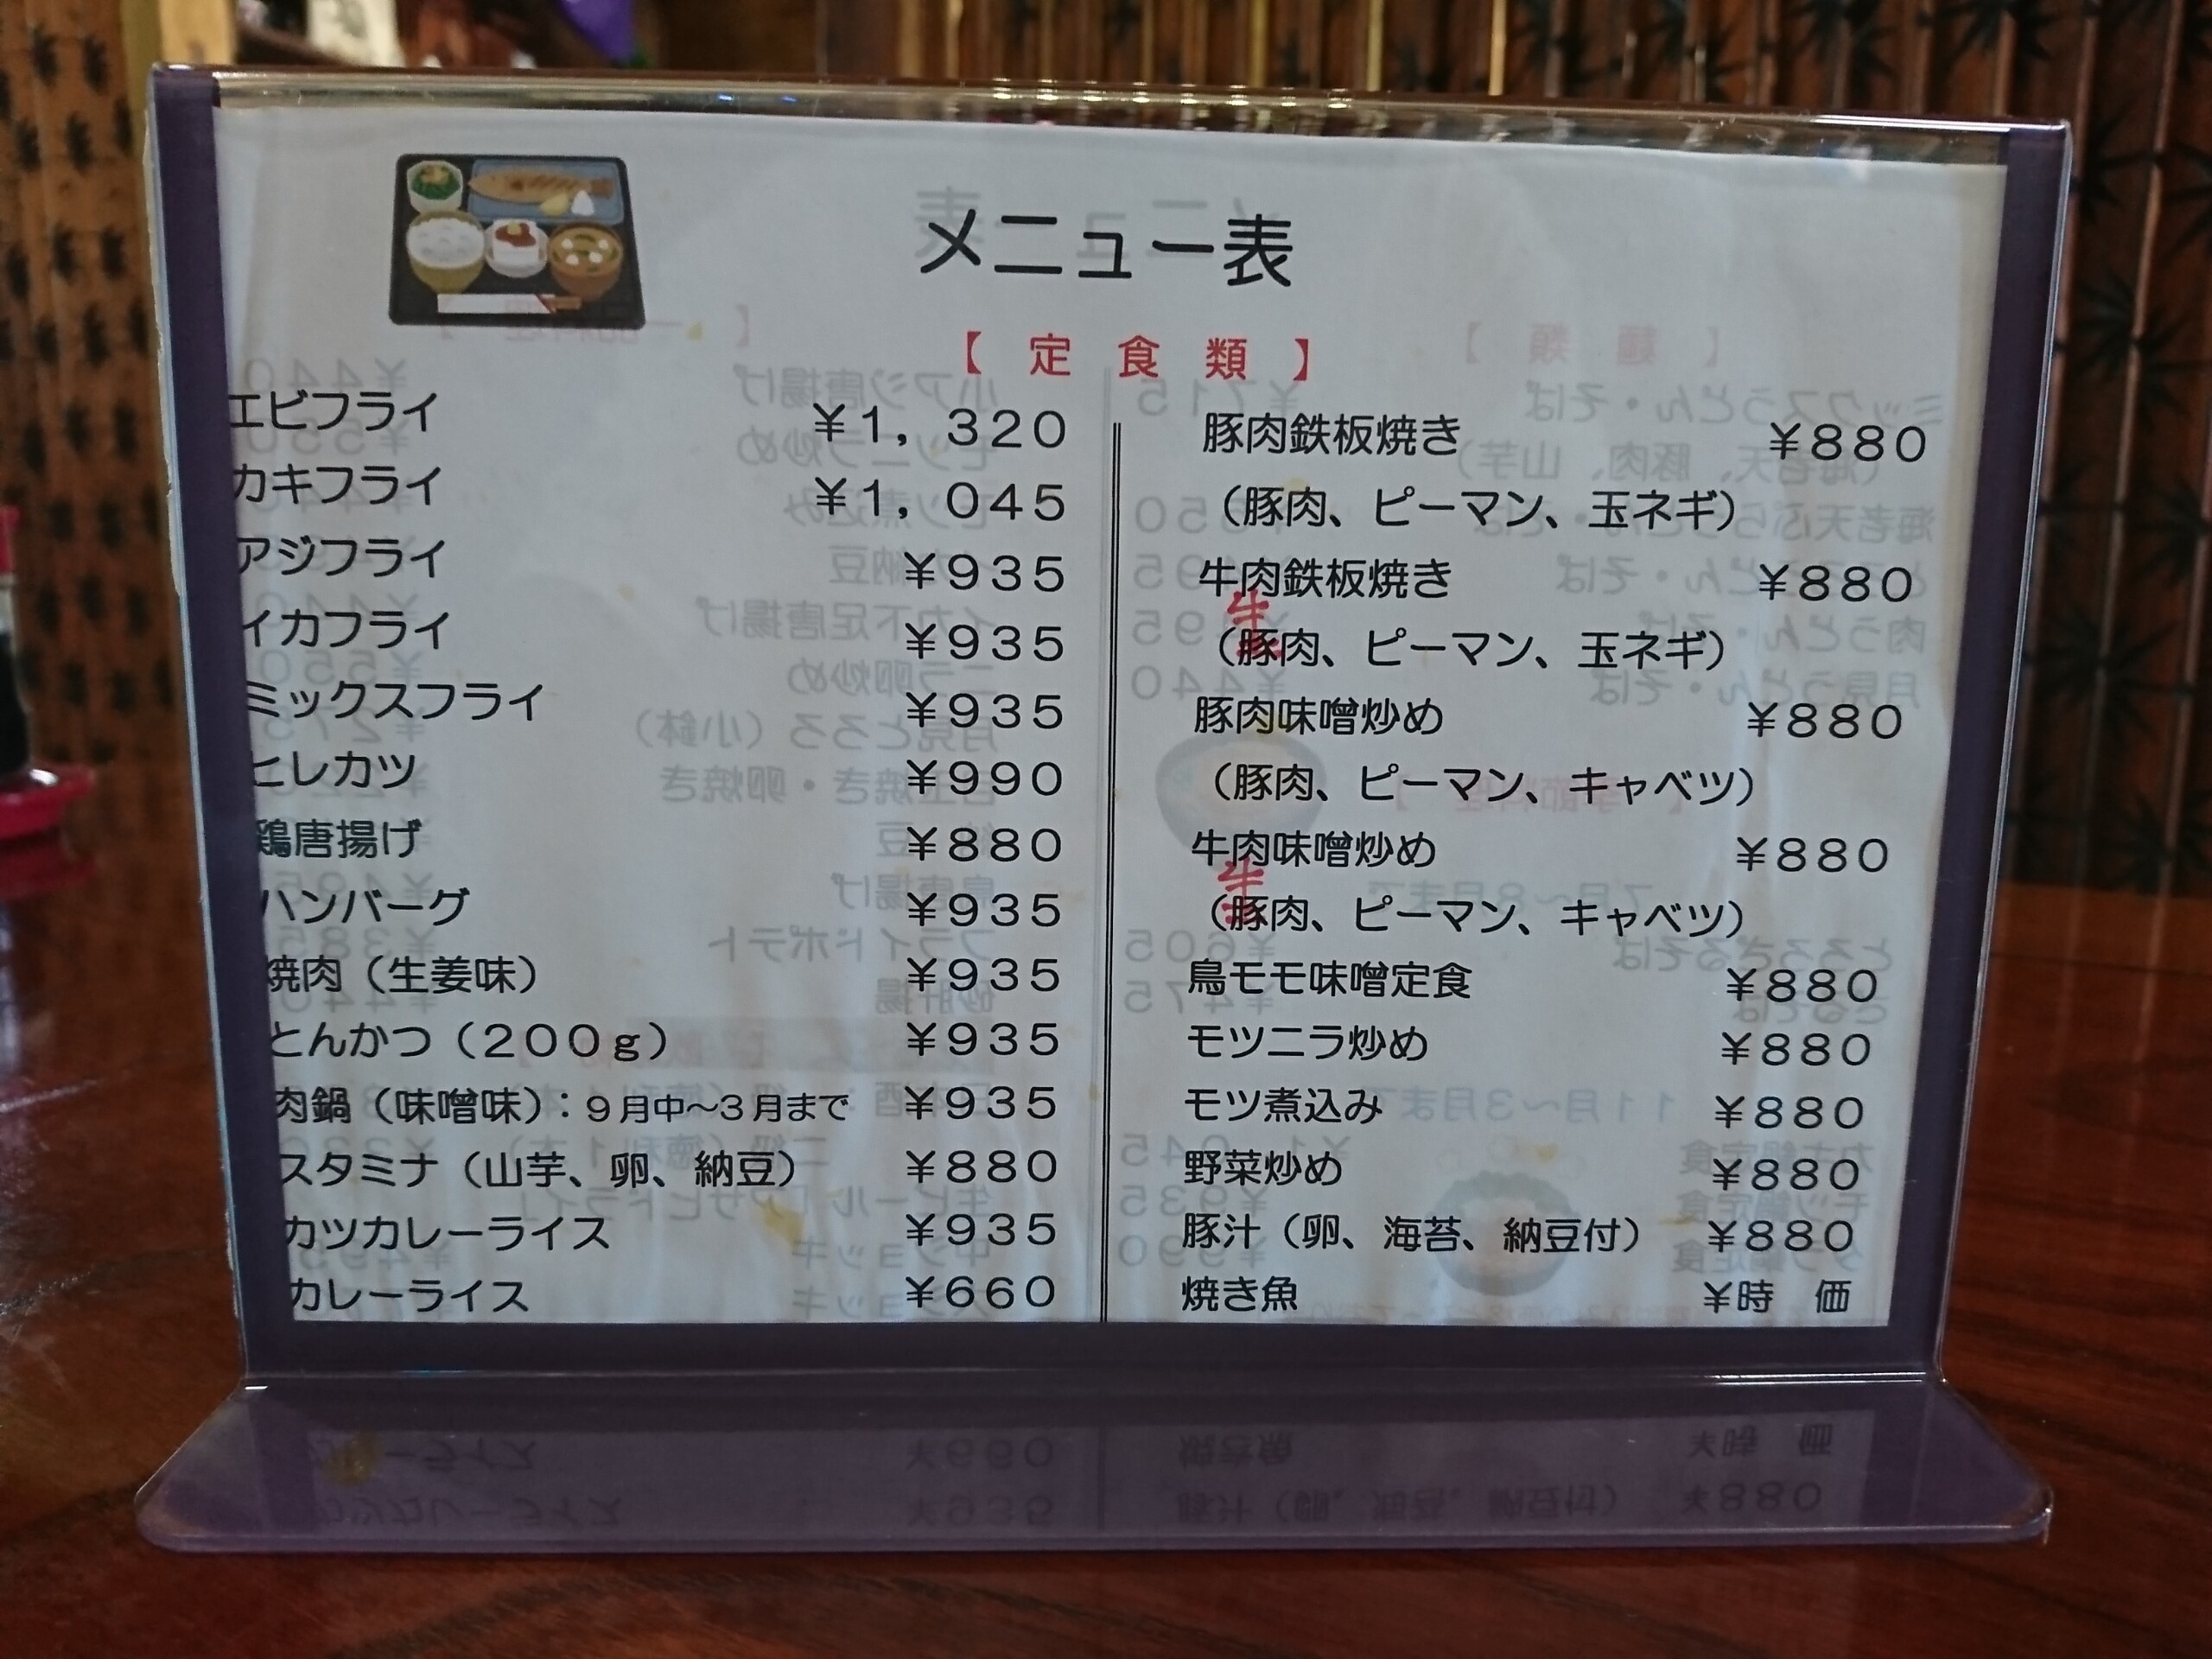 メニュー表
【 定 食 類 】
エビフライ ￥1，320
カキフライ ￥1，045
アジフライ ￥935
イカフライ ￥935
ミックスフライ ￥935
ヒレカツ ￥990
鶏唐揚げ ￥880
ハンバーグ ￥935
焼肉（生姜味） ￥935
とんかつ（200g） ￥935
肉鍋（味噌味）：9月中～3月まで ￥935
スタミナ（山芋、卵、納豆） ￥880
カツカレーライス ￥935
カレーライス ￥660
豚肉鉄板焼き ￥880
（豚肉、ピーマン、玉ネギ）
牛肉鉄板焼き ￥880
牛
（豚肉、ピーマン、玉ネギ）
豚肉味噌炒め ￥880
（豚肉、ピーマン、キャベツ）
牛肉味噌炒め ￥880
牛
（豚肉、ピーマン、キャベツ）
鳥モモ味噌定食 ￥880
モツニラ炒め ￥880
モツ煮込み ￥880
野菜炒め ￥880
豚汁（卵、海苔、納豆付） ￥880
焼き魚 ￥時 価